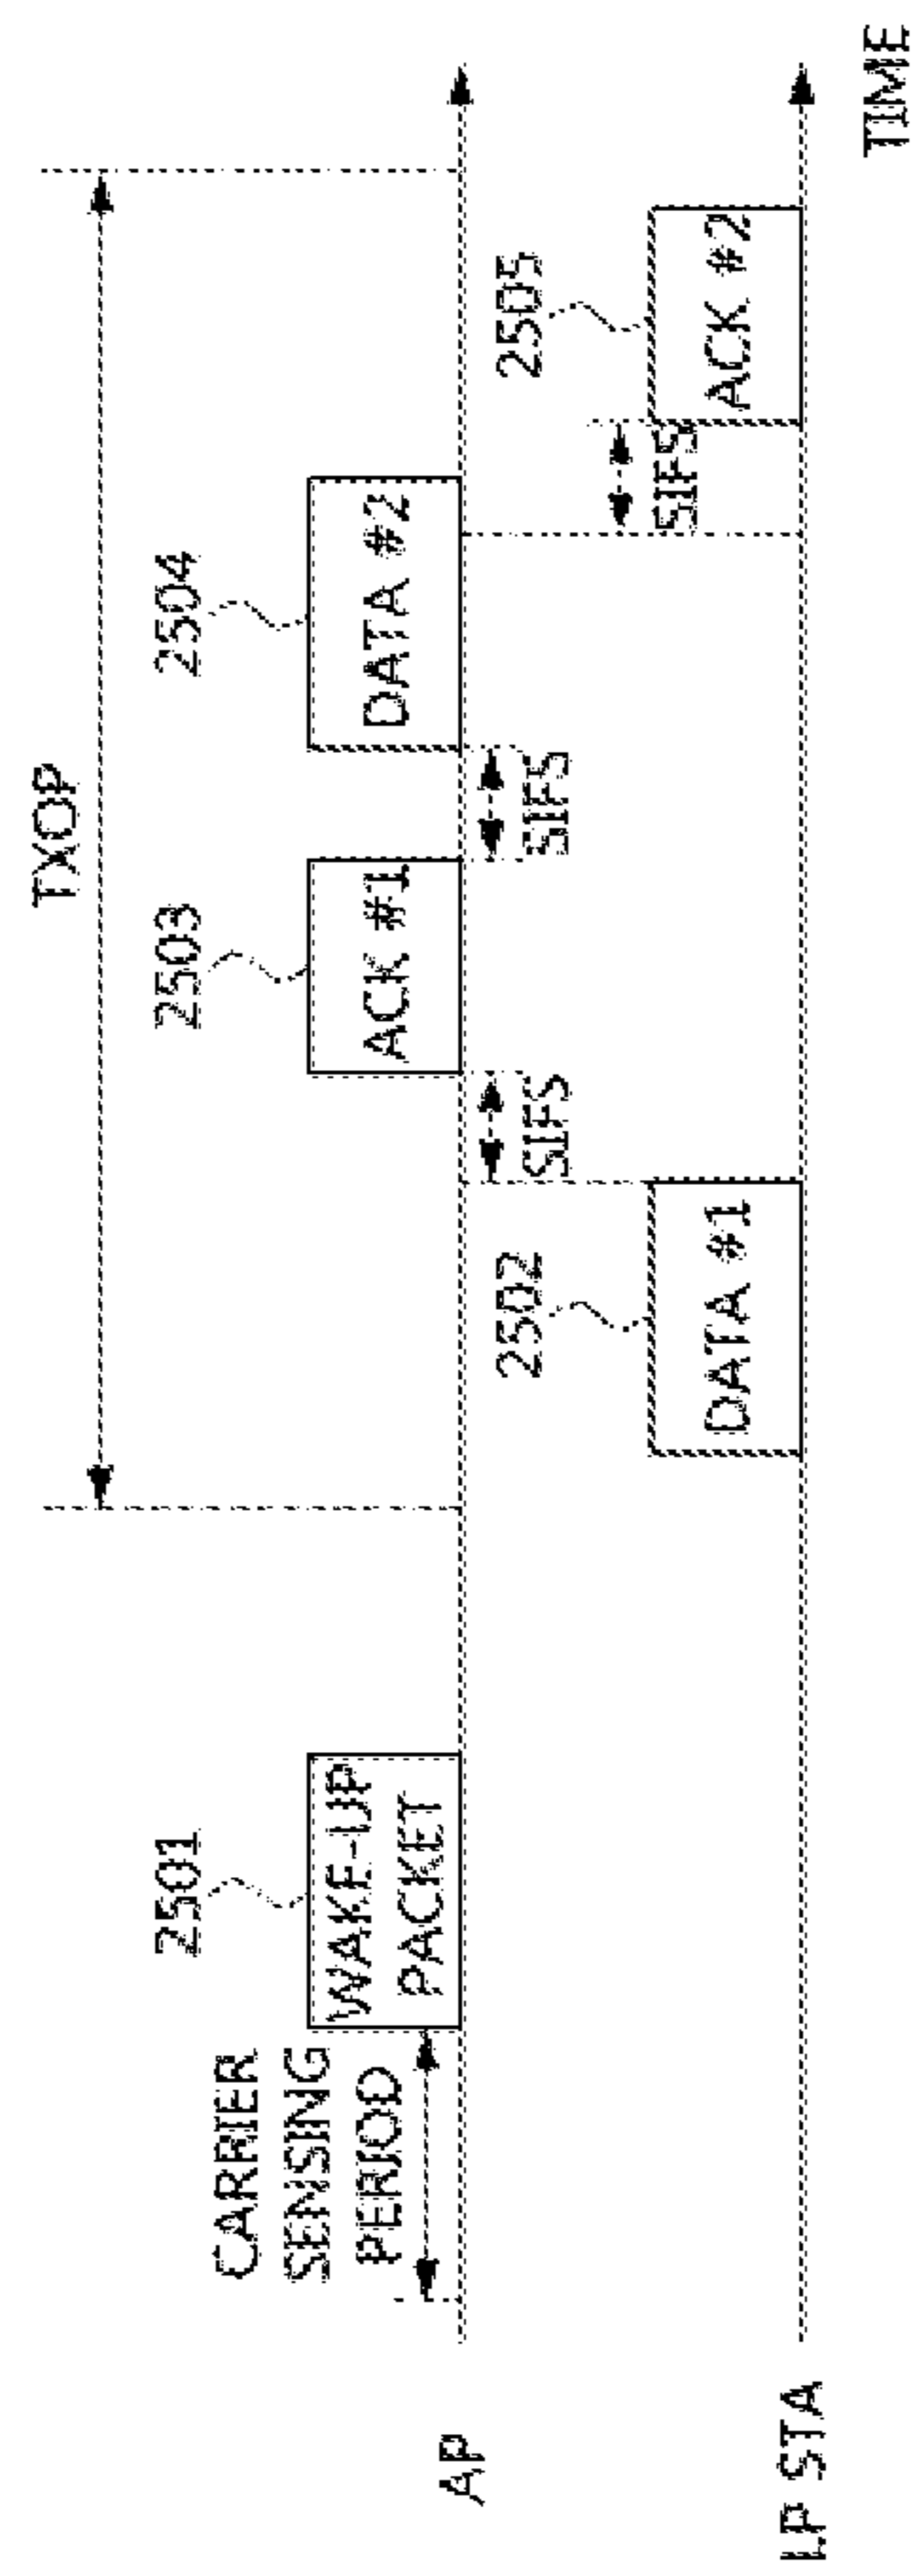 TXOP
CARRIER
SENSING
PERIOD
2501
WAKE-UP
PACKET
2503
ACK #1
2504
DATA #2
AP
SIFS
SIFS
2502
DATA #1
2505
SIFS
ACK #2
LP STA
TIME